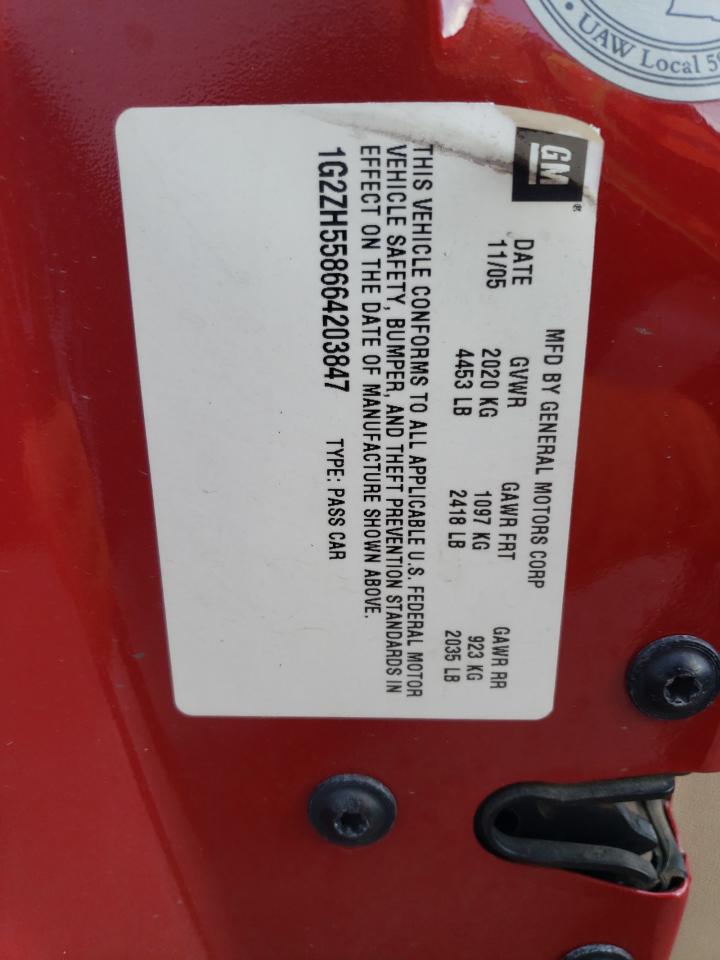 UAW Local 5
GM
®
MFD BY GENERAL MOTORS CORP
DATE GVWR GAWR FRT GAWR RR
11/05 2020 KG 1097 KG 923 KG
4453 LB 2418 LB 2035 LB
THIS VEHICLE CONFORMS TO ALL APPLICABLE U.S. FEDERAL MOTOR
VEHICLE SAFETY, BUMPER, AND THEFT PREVENTION STANDARDS IN
EFFECT ON THE DATE OF MANUFACTURE SHOWN ABOVE.
1G2ZH558664203847 TYPE: PASS CAR